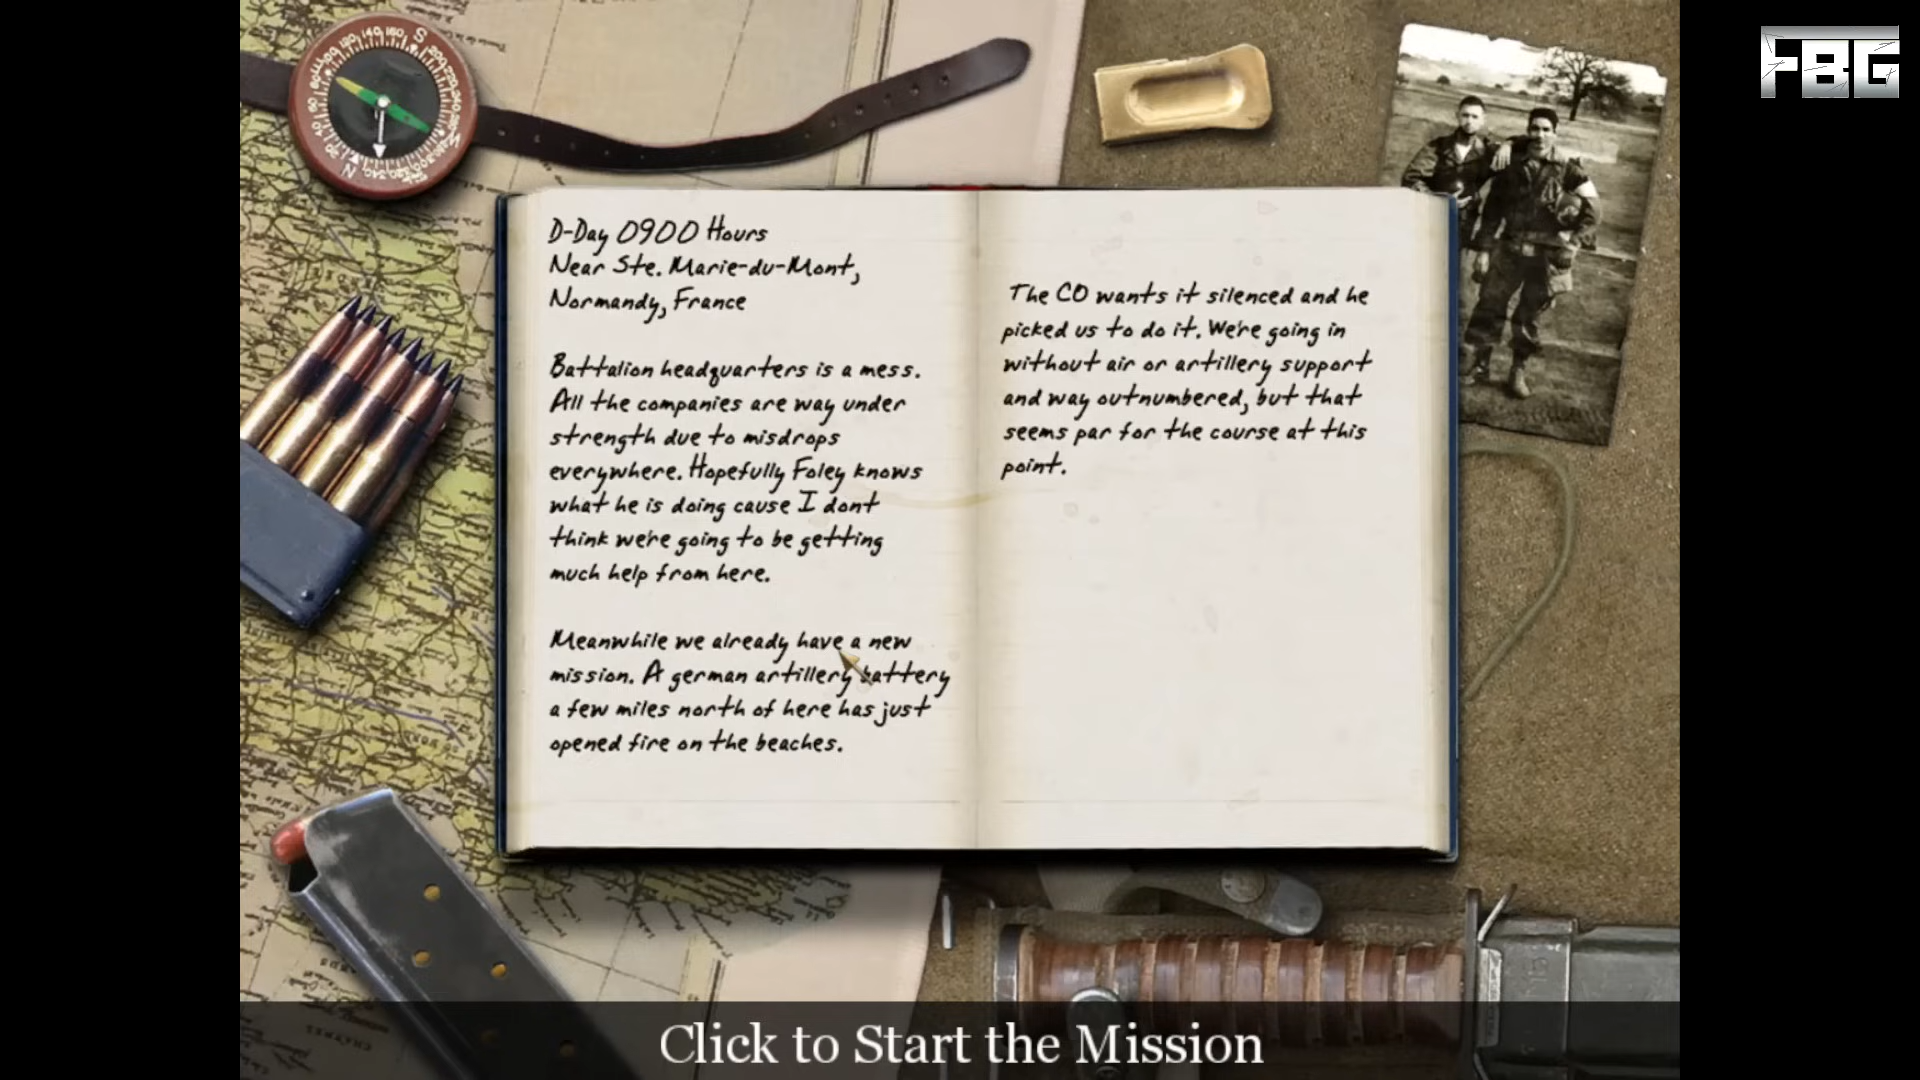 FBG
D-Day 0900 Hours
Near Ste. Marie-du-Mont,
Normandy, France
Battalion headquarters is a mess.
All the companies are way under
strength due to misdrops
everywhere. Hopefully Foley knows
what he is doing cause I dont
think we're going to be getting
much help from here.
Meanwhile we already have a new
mission. A german artillery battery
a few miles north of here has just
opened fire on the beaches.
The CO wants it silenced and he
picked us to do it. We're going in
without air or artillery support
and way outnumbered, but that
seems par for the course at this
point.
Click to Start the Mission